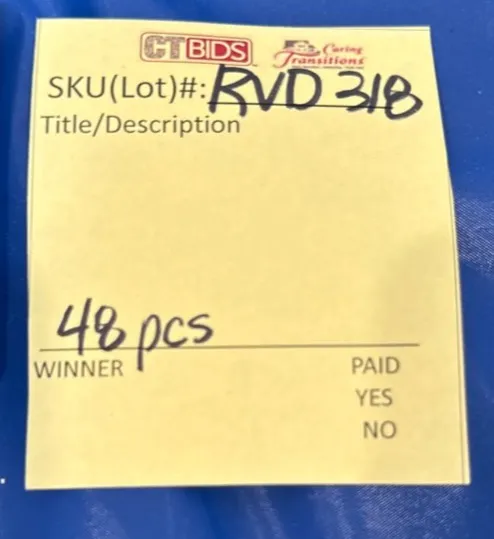 CTBIDS Caring Transitions
SKU(Lot)#: RVD 318
Title/Description
48 pcs
WINNER PAID
YES
NO